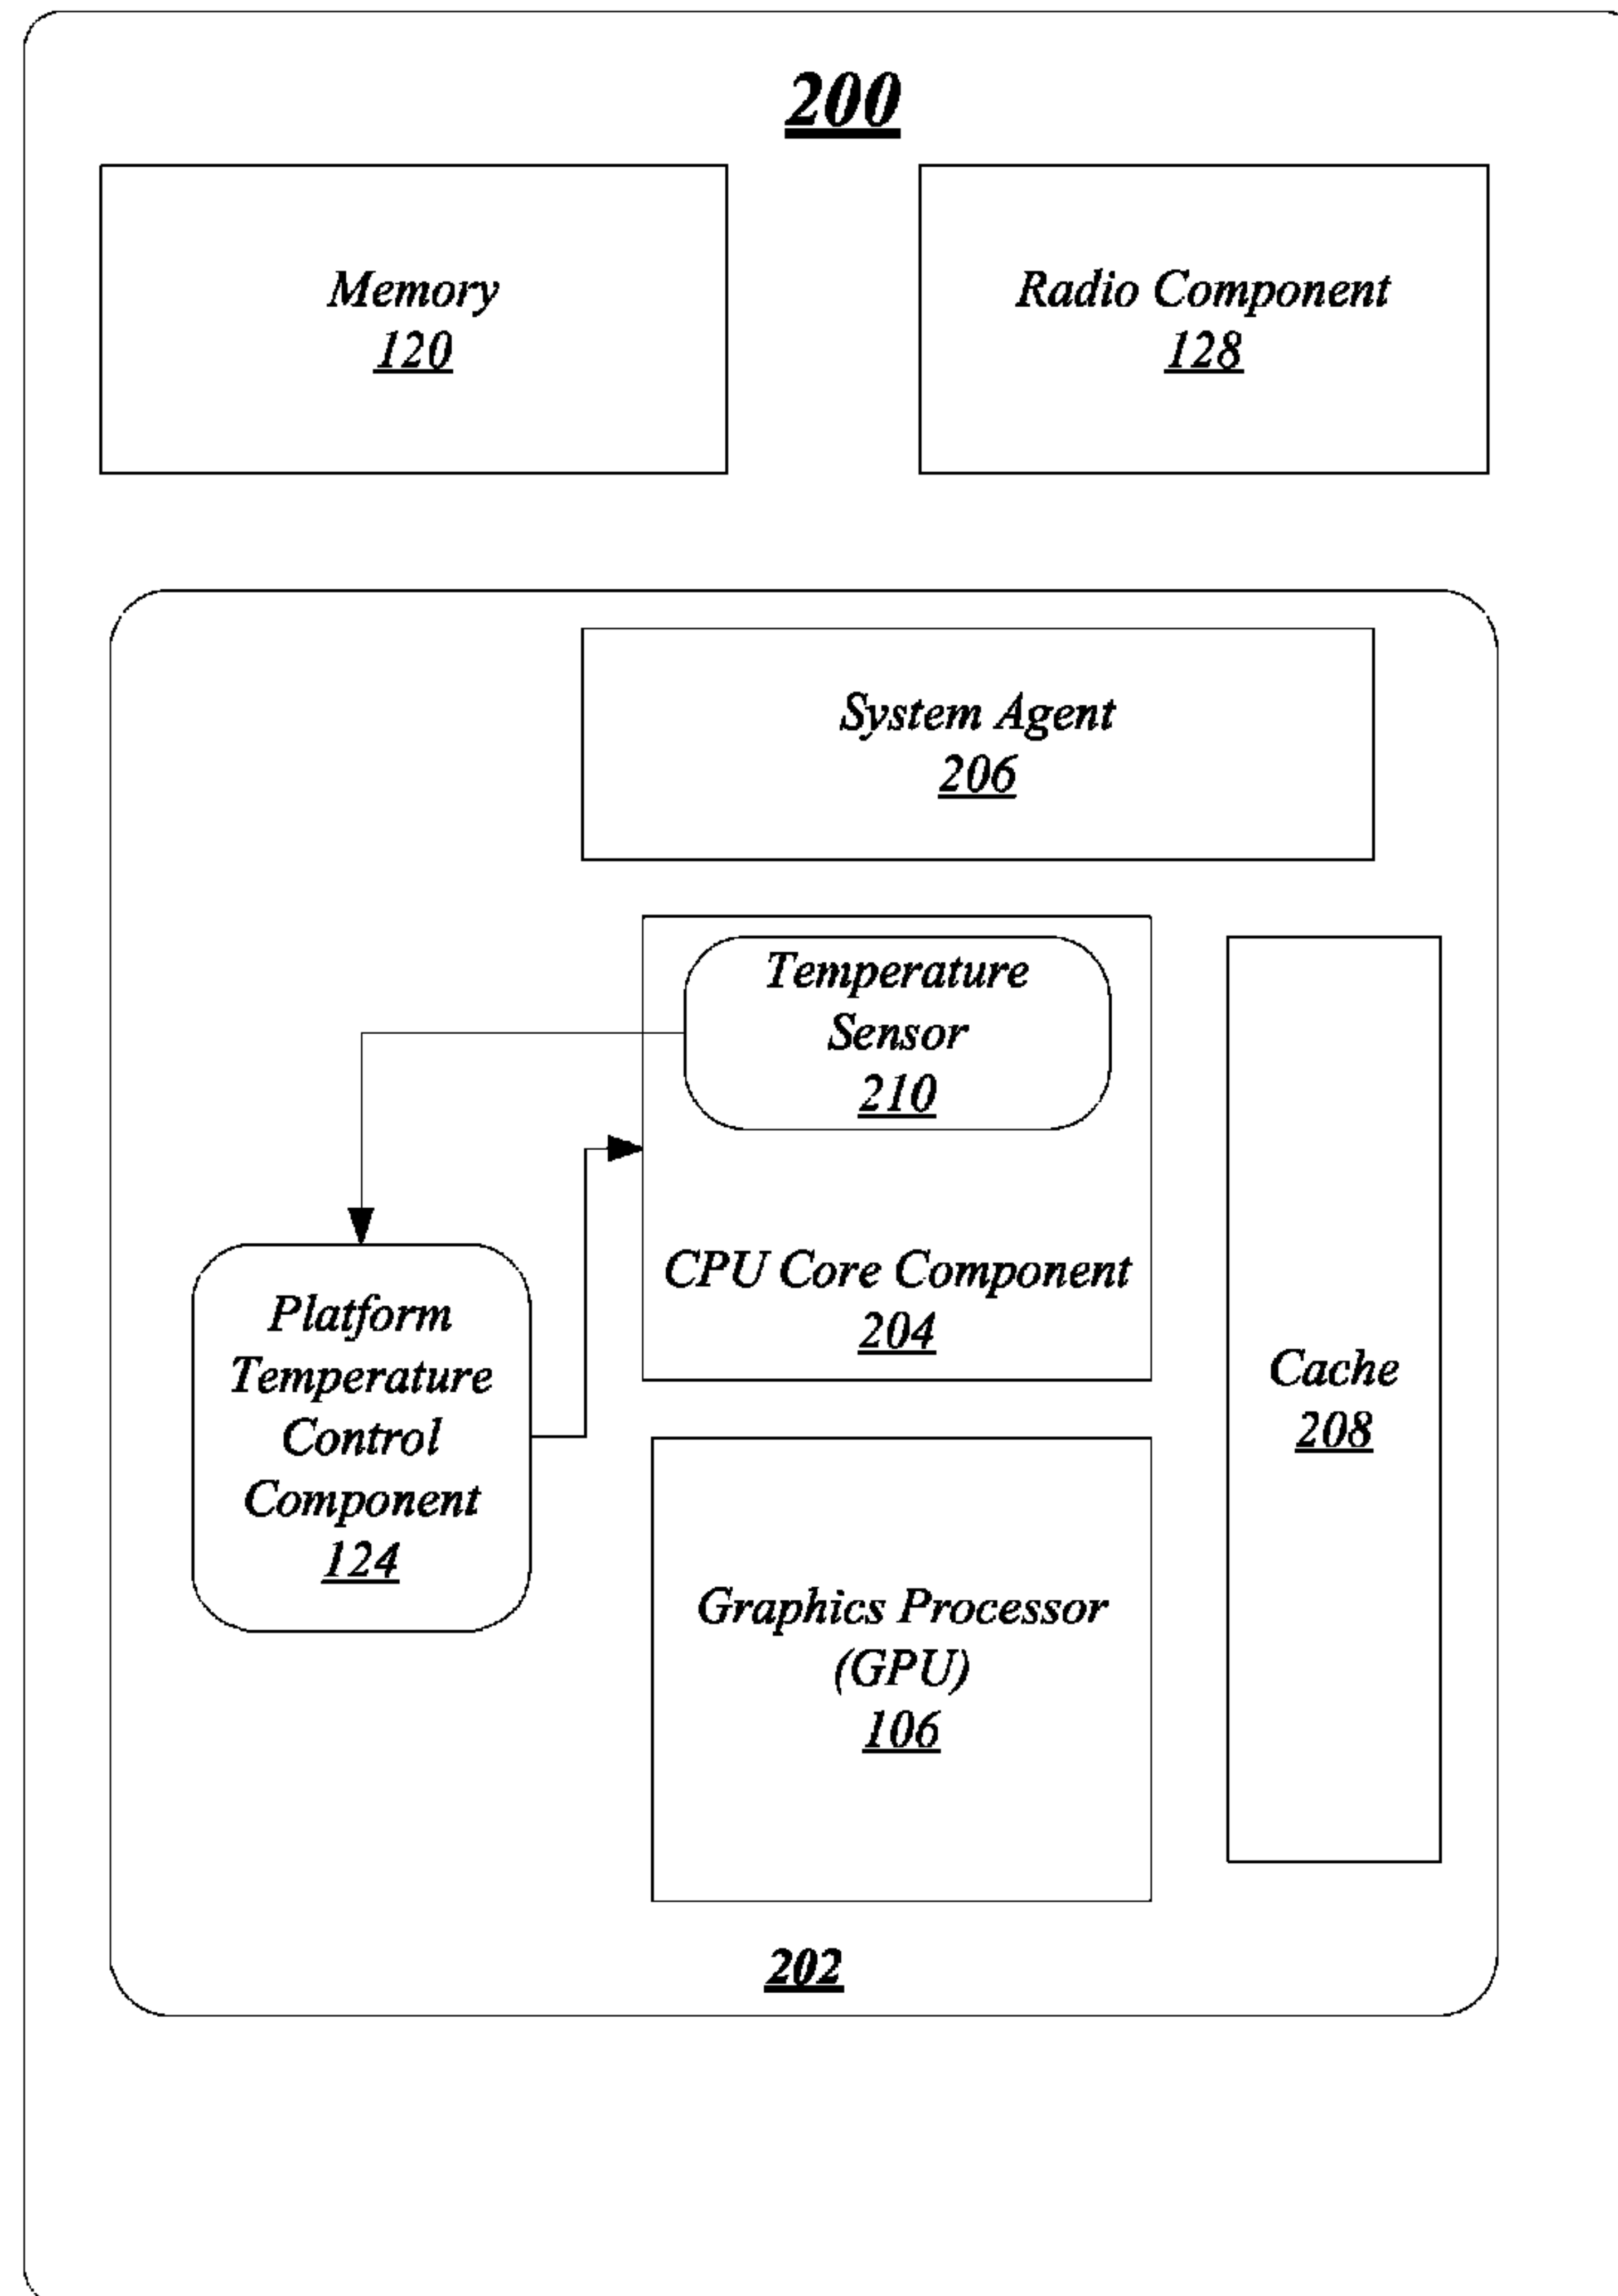 200
Memory
120
Radio Component
128
System Agent
206
Temperature
Sensor
210
CPU Core Component
204
Platform
Temperature
Control
Component
124
Cache
208
Graphics Processor
(GPU)
106
202